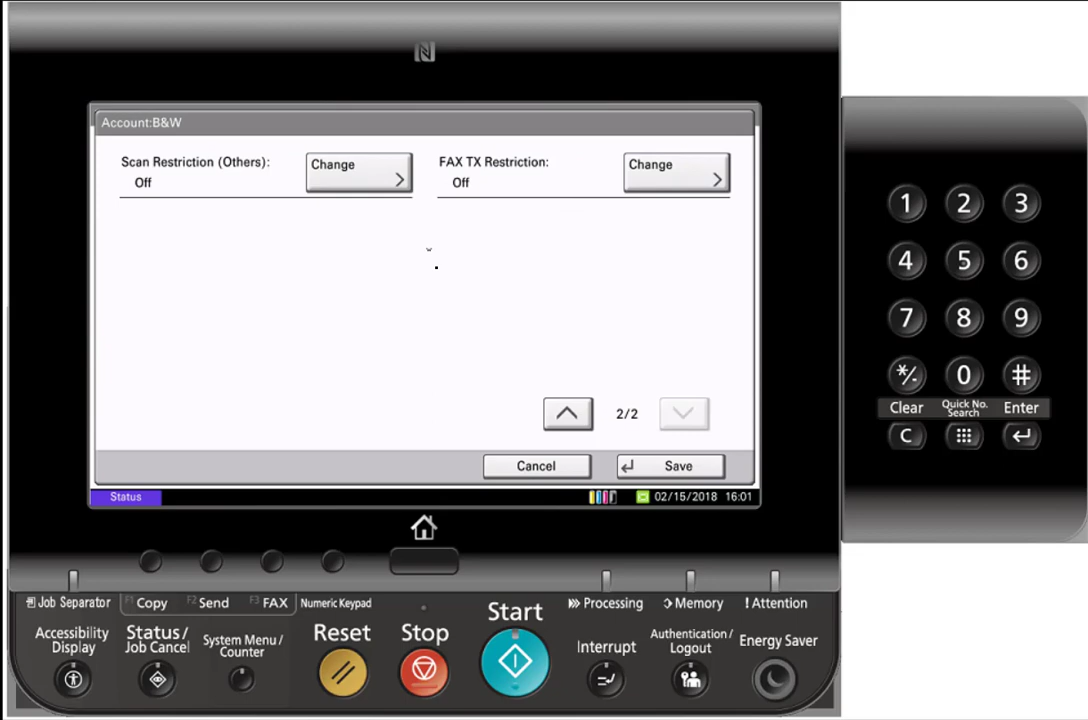 Account:B&W
Scan Restriction (Others):
Off
Change
FAX TX Restriction:
Off
Change
2/2
Cancel
Save
Status
02/15/2018 16:01
1 2 3
4 5 6
7 8 9
*/. 0 #
Clear Quick No. Search Enter
C
Job Separator
F1 Copy F2 Send F3 FAX
Numeric Keypad
Accessibility Display
Status/ Job Cancel
System Menu/ Counter
Reset
Stop
Start
Processing
Memory
! Attention
Interrupt
Authentication/ Logout
Energy Saver